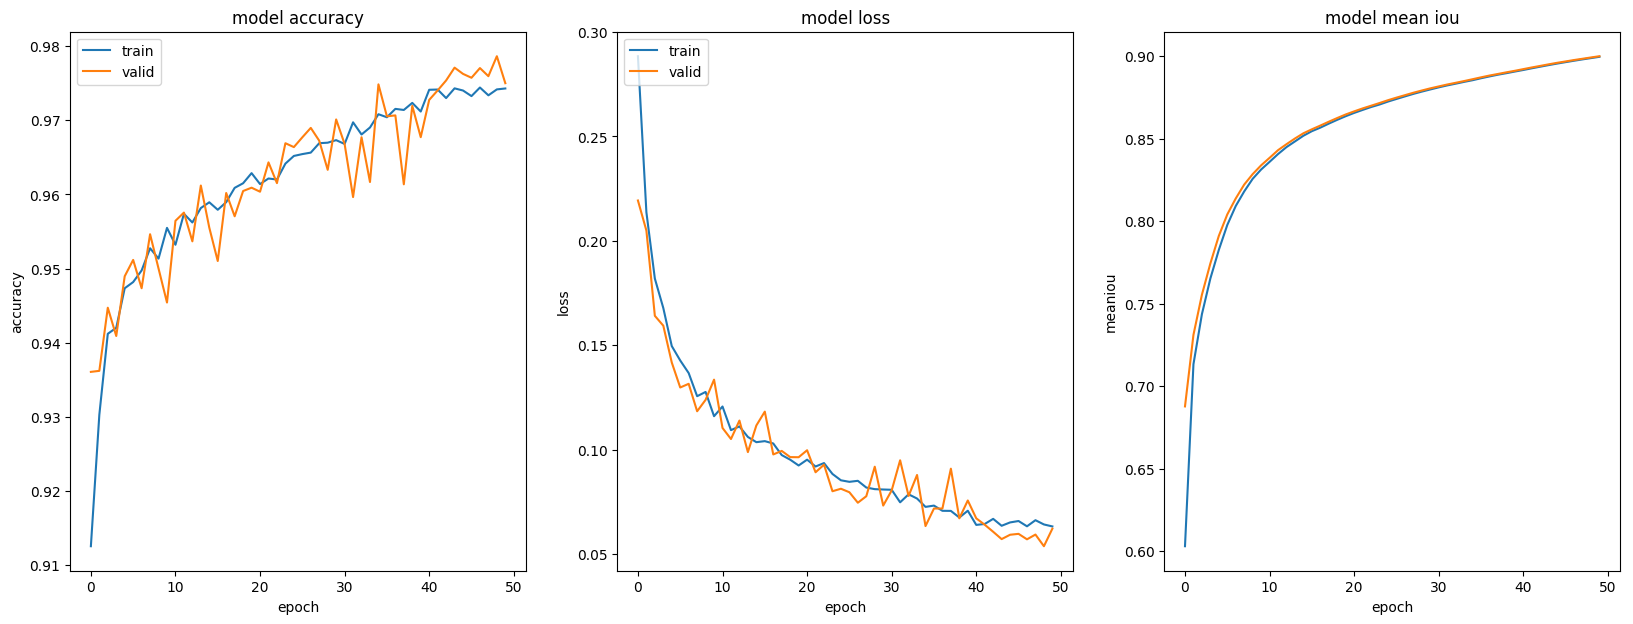 model accuracy
train
valid
0.98
0.97
0.96
0.95
0.94
0.93
0.92
0.91
accuracy
0 10 20 30 40 50
epoch
model loss
train
valid
0.30
0.25
0.20
0.15
0.10
0.05
loss
0 10 20 30 40 50
epoch
model mean iou
0.90
0.85
0.80
0.75
0.70
0.65
0.60
meaniou
0 10 20 30 40 50
epoch